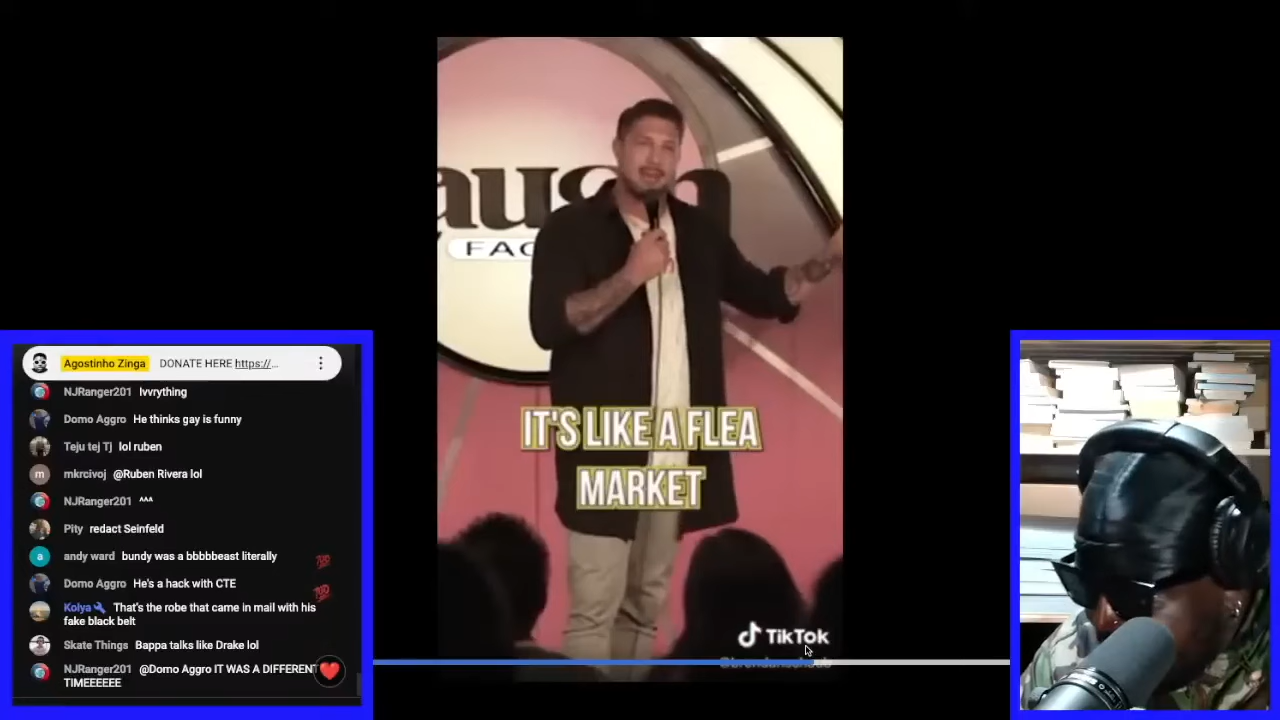 augh
FAC
IT'S LIKE A FLEA
MARKET
TikTok
@brendanschaub
Agostinho Zinga DONATE HERE https://...
NJRanger201 Ivvrything
Domo Aggro He thinks gay is funny
Teju tej Tj lol ruben
m mkrcivoj @Ruben Rivera lol
NJRanger201 ^^^
Pity redact Seinfeld
a andy ward bundy was a bbbbbeast literally
Domo Aggro He's a hack with CTE
Kolya That's the robe that came in mail with his
fake black belt
Skate Things Bappa talks like Drake lol
NJRanger201 @Domo Aggro IT WAS A DIFFERENT
TIMEEEEEE